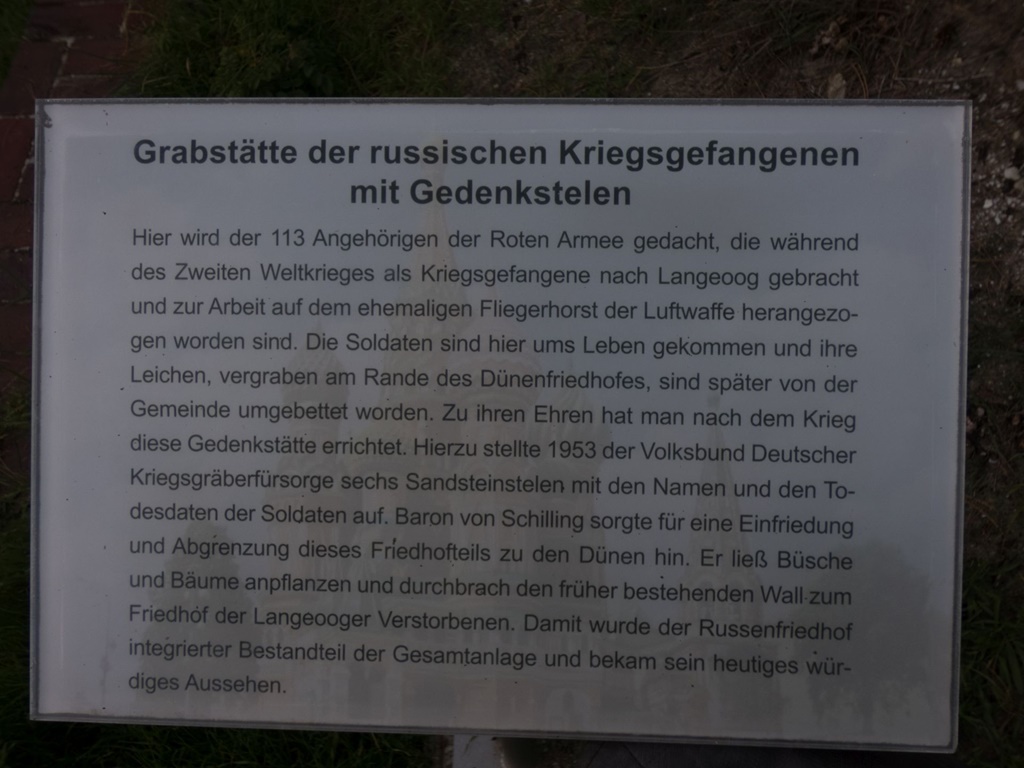 Grabstätte der russischen Kriegsgefangenen
mit Gedenkstelen
Hier wird der 113 Angehörigen der Roten Armee gedacht, die während
des Zweiten Weltkrieges als Kriegsgefangene nach Langeoog gebracht
und zur Arbeit auf dem ehemaligen Fliegerhorst der Luftwaffe herangezo-
gen worden sind. Die Soldaten sind hier ums Leben gekommen und ihre
Leichen, vergraben am Rande des Dünenfriedhofes, sind später von der
Gemeinde umgebettet worden. Zu ihren Ehren hat man nach dem Krieg
diese Gedenkstätte errichtet. Hierzu stellte 1953 der Volksbund Deutscher
Kriegsgräberfürsorge sechs Sandsteinstelen mit den Namen und den To-
desdaten der Soldaten auf. Baron von Schilling sorgte für eine Einfriedung
und Abgrenzung dieses Friedhofteils zu den Dünen hin. Er ließ Büsche
und Bäume anpflanzen und durchbrach den früher bestehenden Wall zum
Friedhof der Langeooger Verstorbenen. Damit wurde der Russenfriedhof
integrierter Bestandteil der Gesamtanlage und bekam sein heutiges wür-
diges Aussehen.